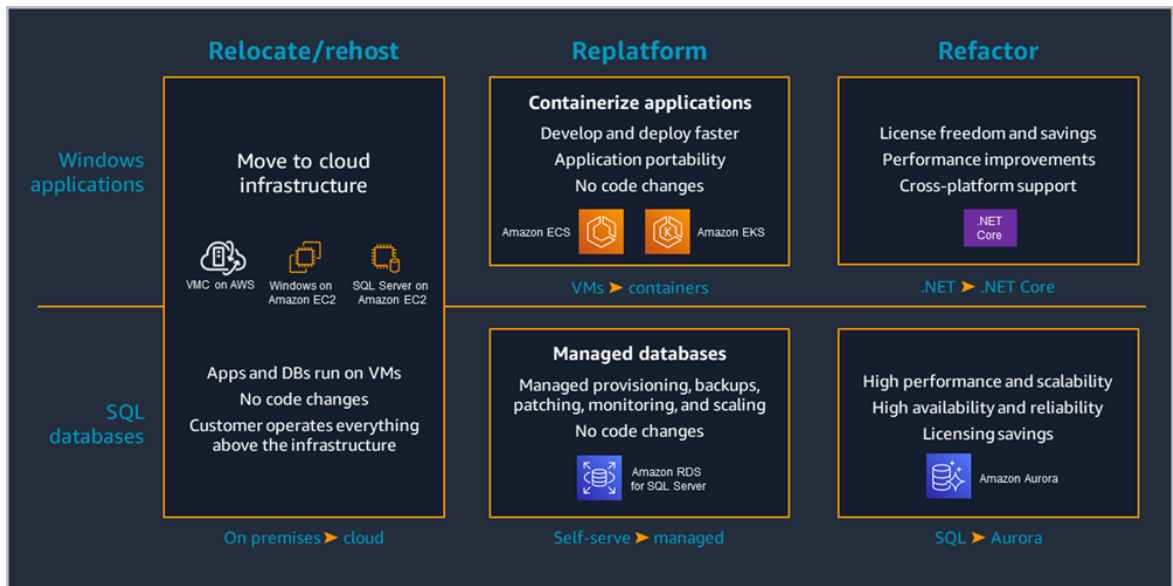 Relocate/rehost
Replatform
Refactor
Windows
applications
SQL
databases
Move to cloud
infrastructure
VMC on AWS
Windows on
Amazon EC2
SQL Server on
Amazon EC2
Apps and DBs run on VMs
No code changes
Customer operates everything
above the infrastructure
On premises ➤ cloud
Containerize applications
Develop and deploy faster
Application portability
No code changes
Amazon ECS
K
Amazon EKS
VMs ➤ containers
Managed databases
Managed provisioning, backups,
patching, monitoring, and scaling
No code changes
Amazon RDS
for SQL Server
Self-serve ➤ managed
License freedom and savings
Performance improvements
Cross-platform support
.NET
Core
.NET ➤ .NET Core
High performance and scalability
High availability and reliability
Licensing savings
Amazon Aurora
SQL ➤ Aurora